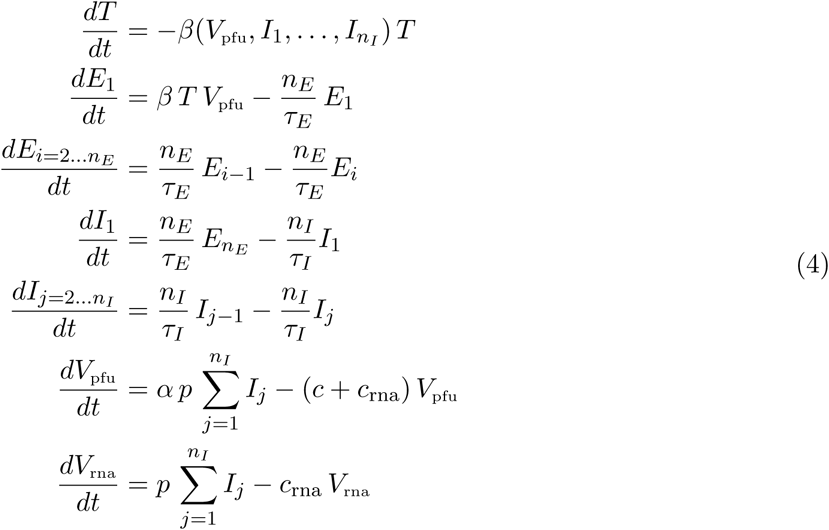 dT/dt = −β(V_pfu, I_1, …, I_{n_I}) T
dE_1/dt = β T V_pfu − n_E/τ_E E_1
dE_{i=2…n_E}/dt = n_E/τ_E E_{i−1} − n_E/τ_E E_i
dI_1/dt = n_E/τ_E E_{n_E} − n_I/τ_I I_1
dI_{j=2…n_I}/dt = n_I/τ_I I_{j−1} − n_I/τ_I I_j
dV_pfu/dt = α p ∑_{j=1}^{n_I} I_j − (c + c_rna) V_pfu
dV_rna/dt = p ∑_{j=1}^{n_I} I_j − c_rna V_rna
(4)